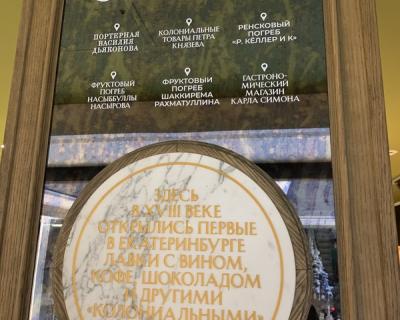 ПОРТЕРНАЯ
ВАСИЛИЯ
ДЬЯКОНОВА
КОЛОНИАЛЬНЫЕ
ТОВАРЫ ПЕТРА
КНЯЗЕВА
РЕНСКОВЫЙ
ПОГРЕБ
«Р. КЕЛЛЕР И К»
ФРУКТОВЫЙ
ПОГРЕБ
НАСЫБУЛЛЫ
НАСЫРОВА
ФРУКТОВЫЙ
ПОГРЕБ
ШАККИРЕМА
РАХМАТУЛЛИНА
ГАСТРОНО-
МИЧЕСКИЙ
МАГАЗИН
КАРЛА СИМОНА
ЗДЕСЬ
В XVIII ВЕКЕ
ОТКРЫЛИСЬ ПЕРВЫЕ
В ЕКАТЕРИНБУРГЕ
ЛАВКИ С ВИНОМ,
КОФЕ, ШОКОЛАДОМ
И ДРУГИМИ
«КОЛОНИАЛЬНЫМИ»